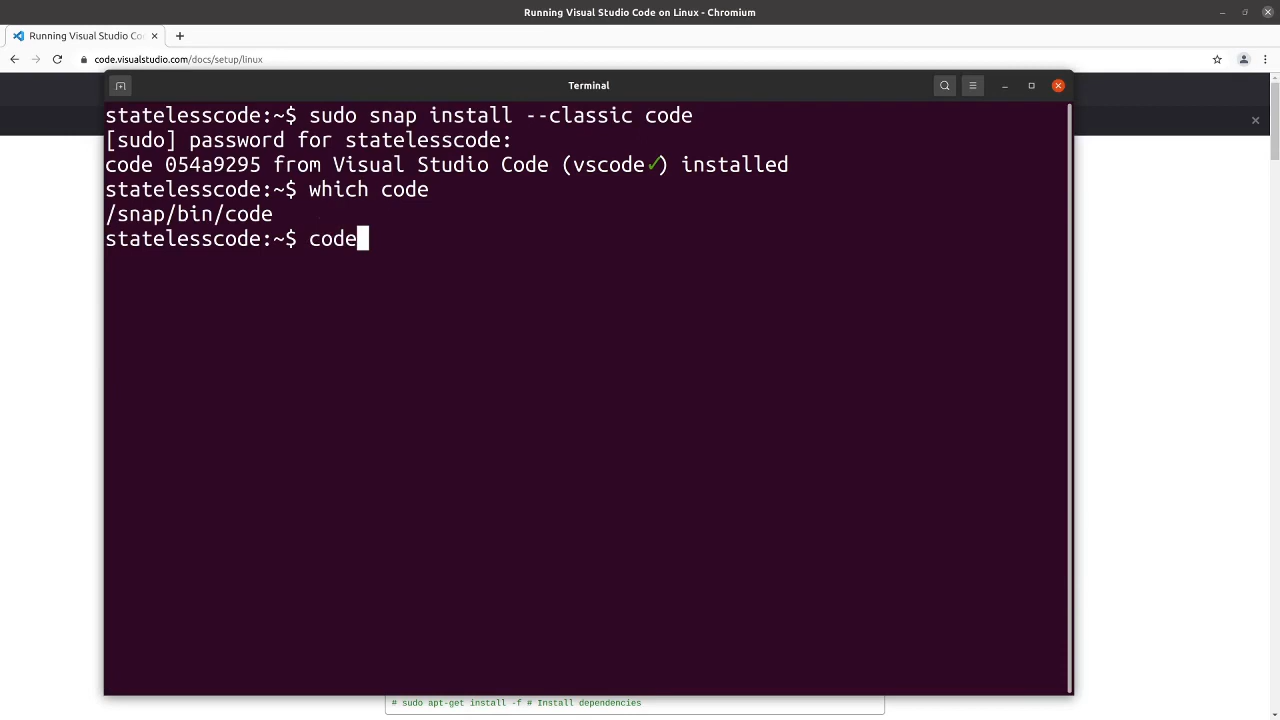 Running Visual Studio Code on Linux - Chromium
Running Visual Studio Co
code.visualstudio.com/docs/setup/linux
Terminal
statelesscode:~$ sudo snap install --classic code
[sudo] password for statelesscode:
code 054a9295 from Visual Studio Code (vscode✓) installed
statelesscode:~$ which code
/snap/bin/code
statelesscode:~$ code
# sudo apt-get install -f # Install dependencies